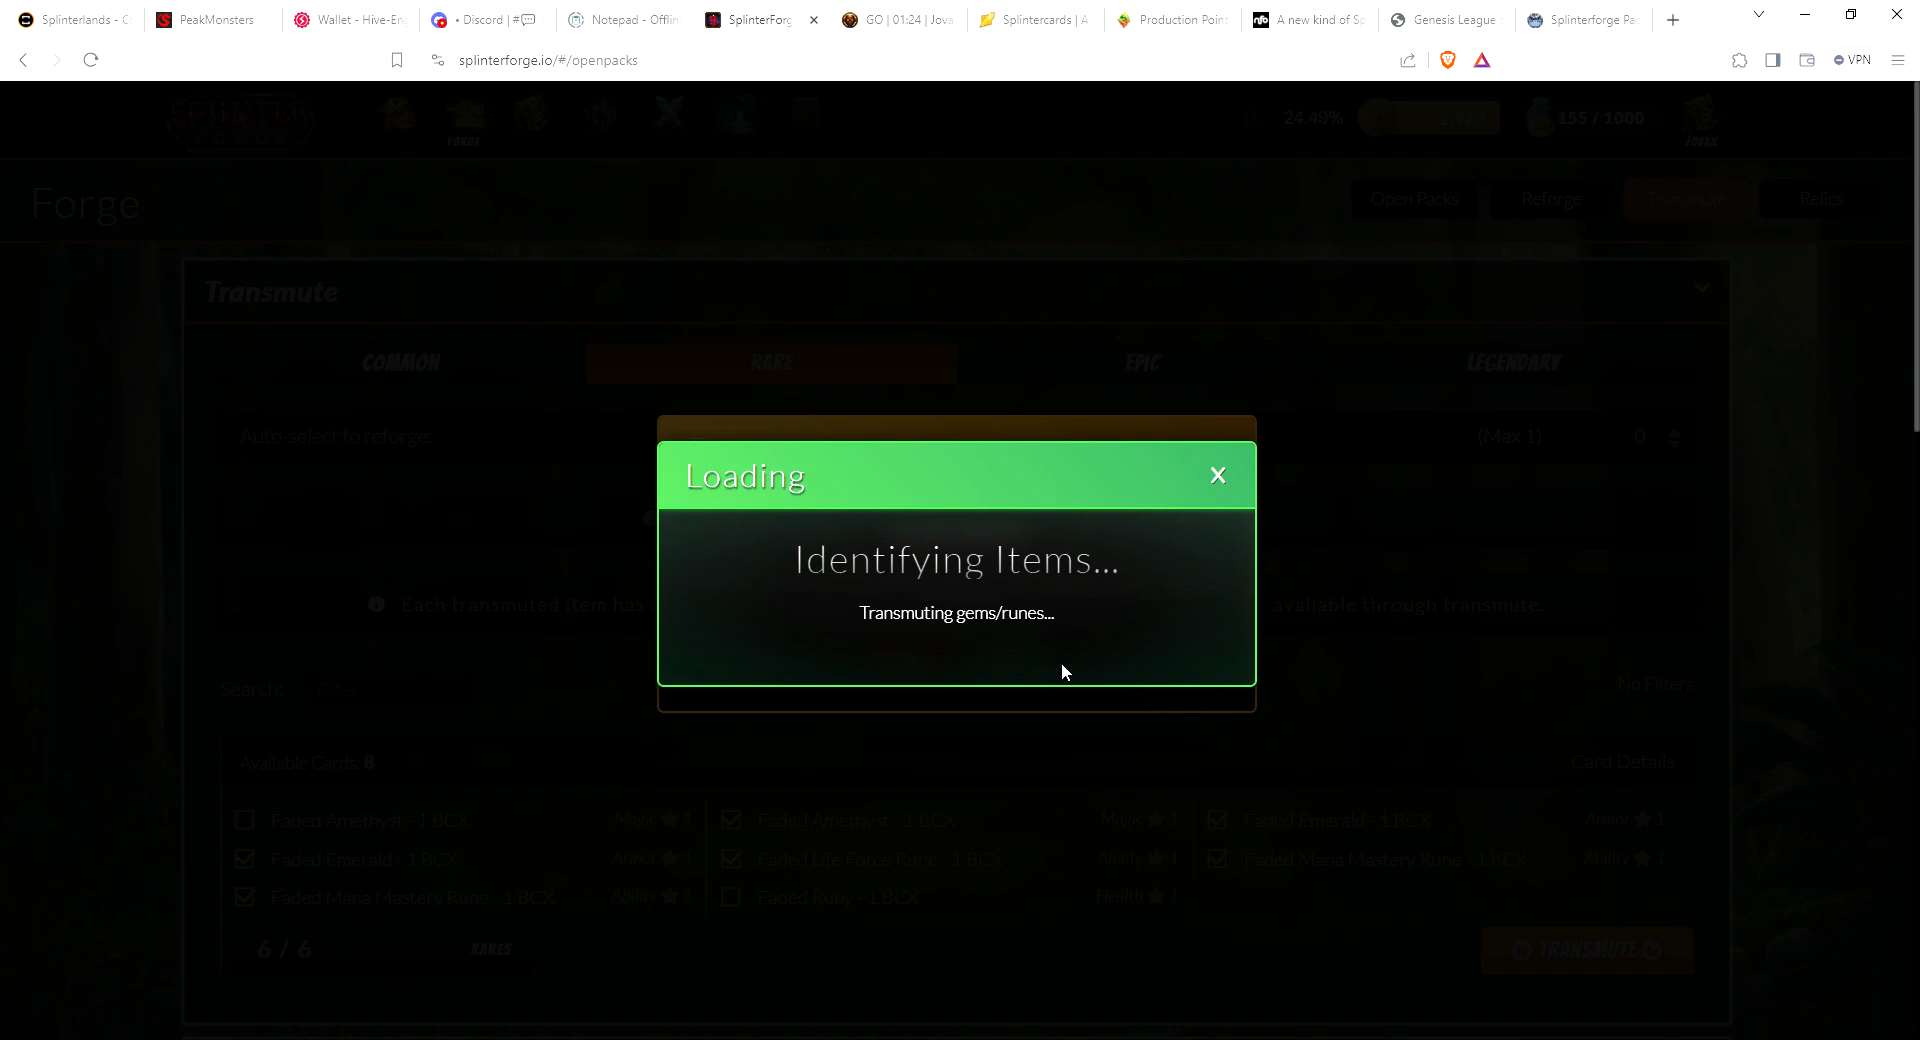 Splinterlands - C
PeakMonsters
Wallet - Hive-En
• Discord | #
Notepad - Offlin
SplinterForg
GO | 01:24 | Jova
Splintercards | A
Production Point
A new kind of Sp
Genesis League S
Splinterforge Pa
splinterforge.io/#/openpacks
VPN
SPLINTER
FORGE
FORGE
24.49%
155 / 1000
Forge
Open Packs
Reforge
Transmute
Relics
Transmute
COMMON
RARE
EPIC
LEGENDARY
Auto-select to reforge:
(Max 1)
0
Loading
X
Identifying Items...
Transmuting gems/runes...
Each transmuted item has
available through transmute.
Search:
Filter
No Filters
Available Cards: 8
Card Details
Faded Amethyst - 1 BCX
Magic ★ 1
Faded Amethyst - 1 BCX
Magic ★ 1
Faded Emerald - 1 BCX
Armor ★ 1
Faded Emerald - 1 BCX
Armor ★ 1
Faded Life Force Rune - 1 BCX
Ability ★ 1
Faded Mana Mastery Rune - 1 BCX
Ability ★ 1
Faded Mana Mastery Rune - 1 BCX
Ability ★ 1
Faded Ruby - 1 BCX
Health ★ 1
6 / 6
RARES
TRANSMUTE